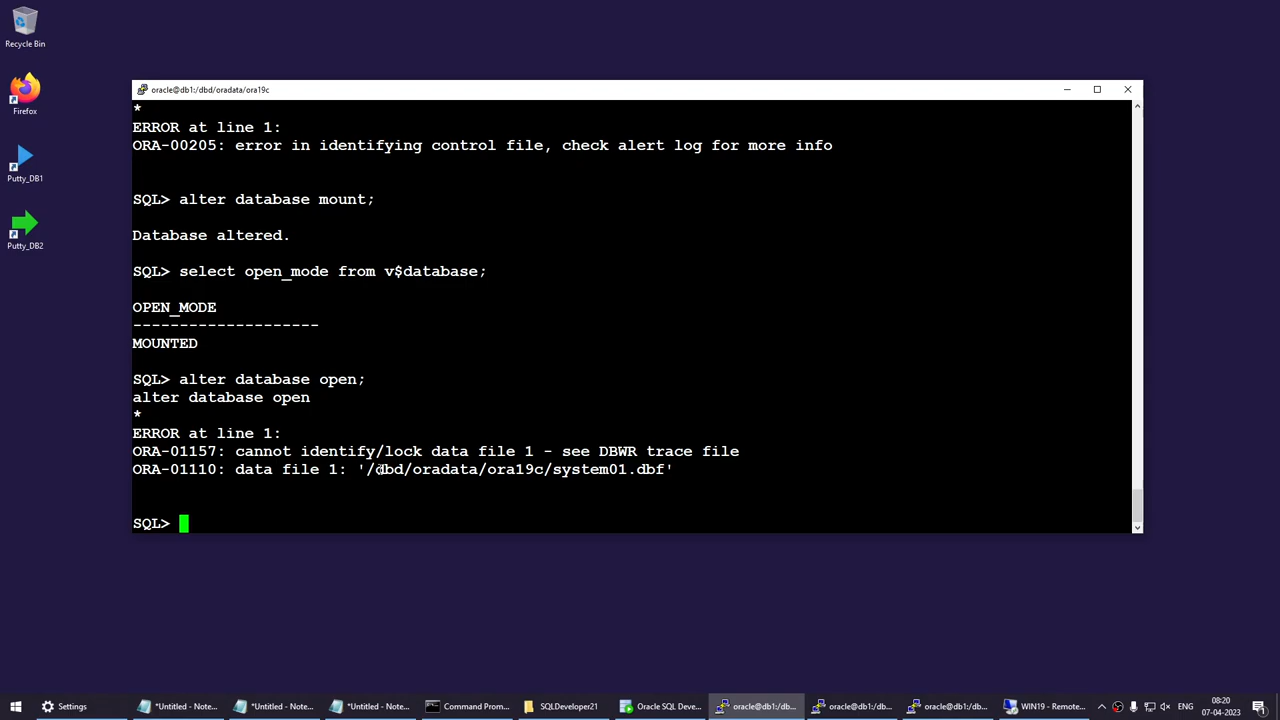 Recycle Bin
Firefox
Putty_DB1
Putty_DB2
oracle@db1:/dbd/oradata/ora19c
*
ERROR at line 1:
ORA-00205: error in identifying control file, check alert log for more info
SQL> alter database mount;
Database altered.
SQL> select open_mode from v$database;
OPEN_MODE
--------------------
MOUNTED
SQL> alter database open;
alter database open
*
ERROR at line 1:
ORA-01157: cannot identify/lock data file 1 - see DBWR trace file
ORA-01110: data file 1: '/dbd/oradata/ora19c/system01.dbf'
SQL>
Settings
*Untitled - Note...
*Untitled - Note...
*Untitled - Note...
Command Prom...
SQLDeveloper21
Oracle SQL Deve...
oracle@db1:/db...
oracle@db1:/db...
oracle@db1:/db...
WIN19 - Remote...
ENG
08:20
07-04-2023